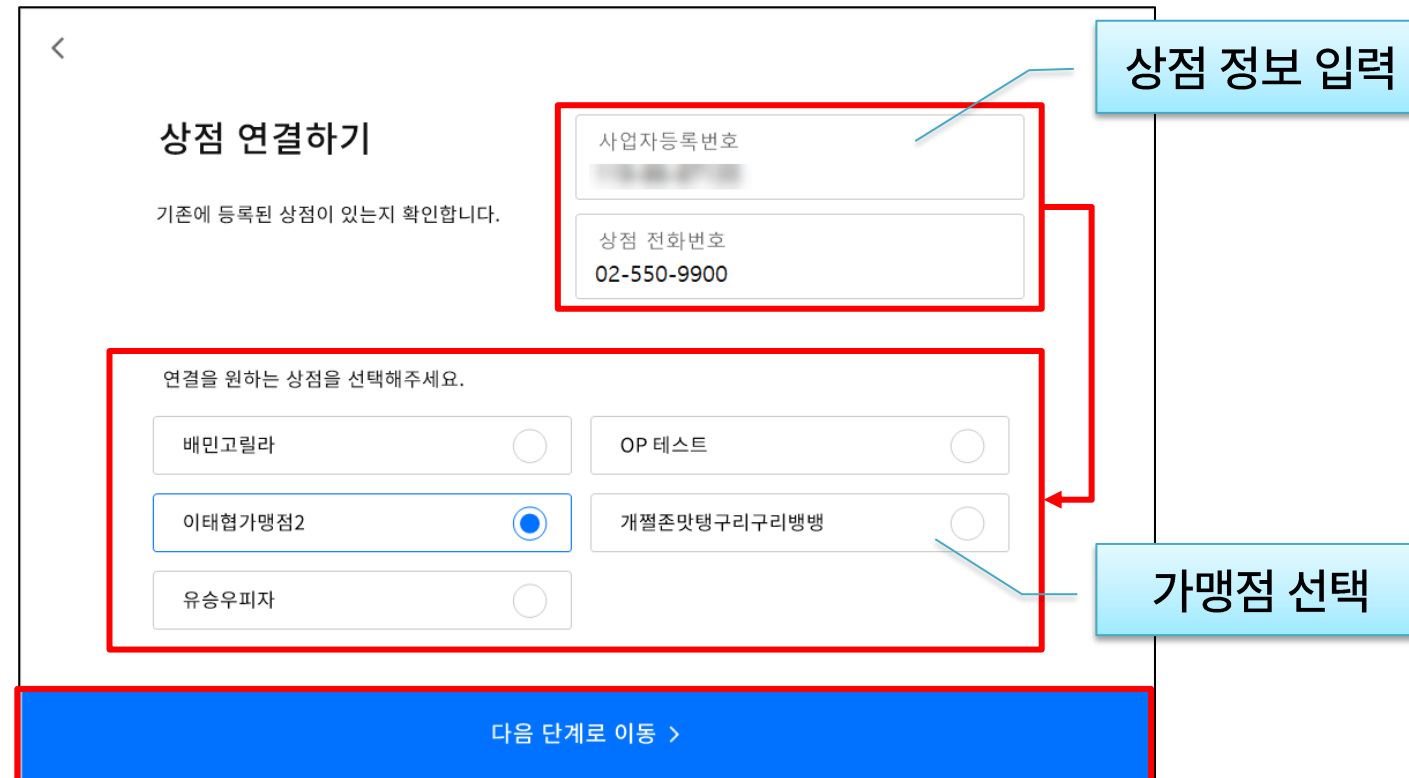 상점 정보 입력
상점 연결하기
기존에 등록된 상점이 있는지 확인합니다.
사업자등록번호
상점 전화번호
02-550-9900
연결을 원하는 상점을 선택해주세요.
배민고릴라
OP 테스트
이태협가맹점2
개쩔존맛탱구리구리뱅뱅
유승우피자
가맹점 선택
다음 단계로 이동 >